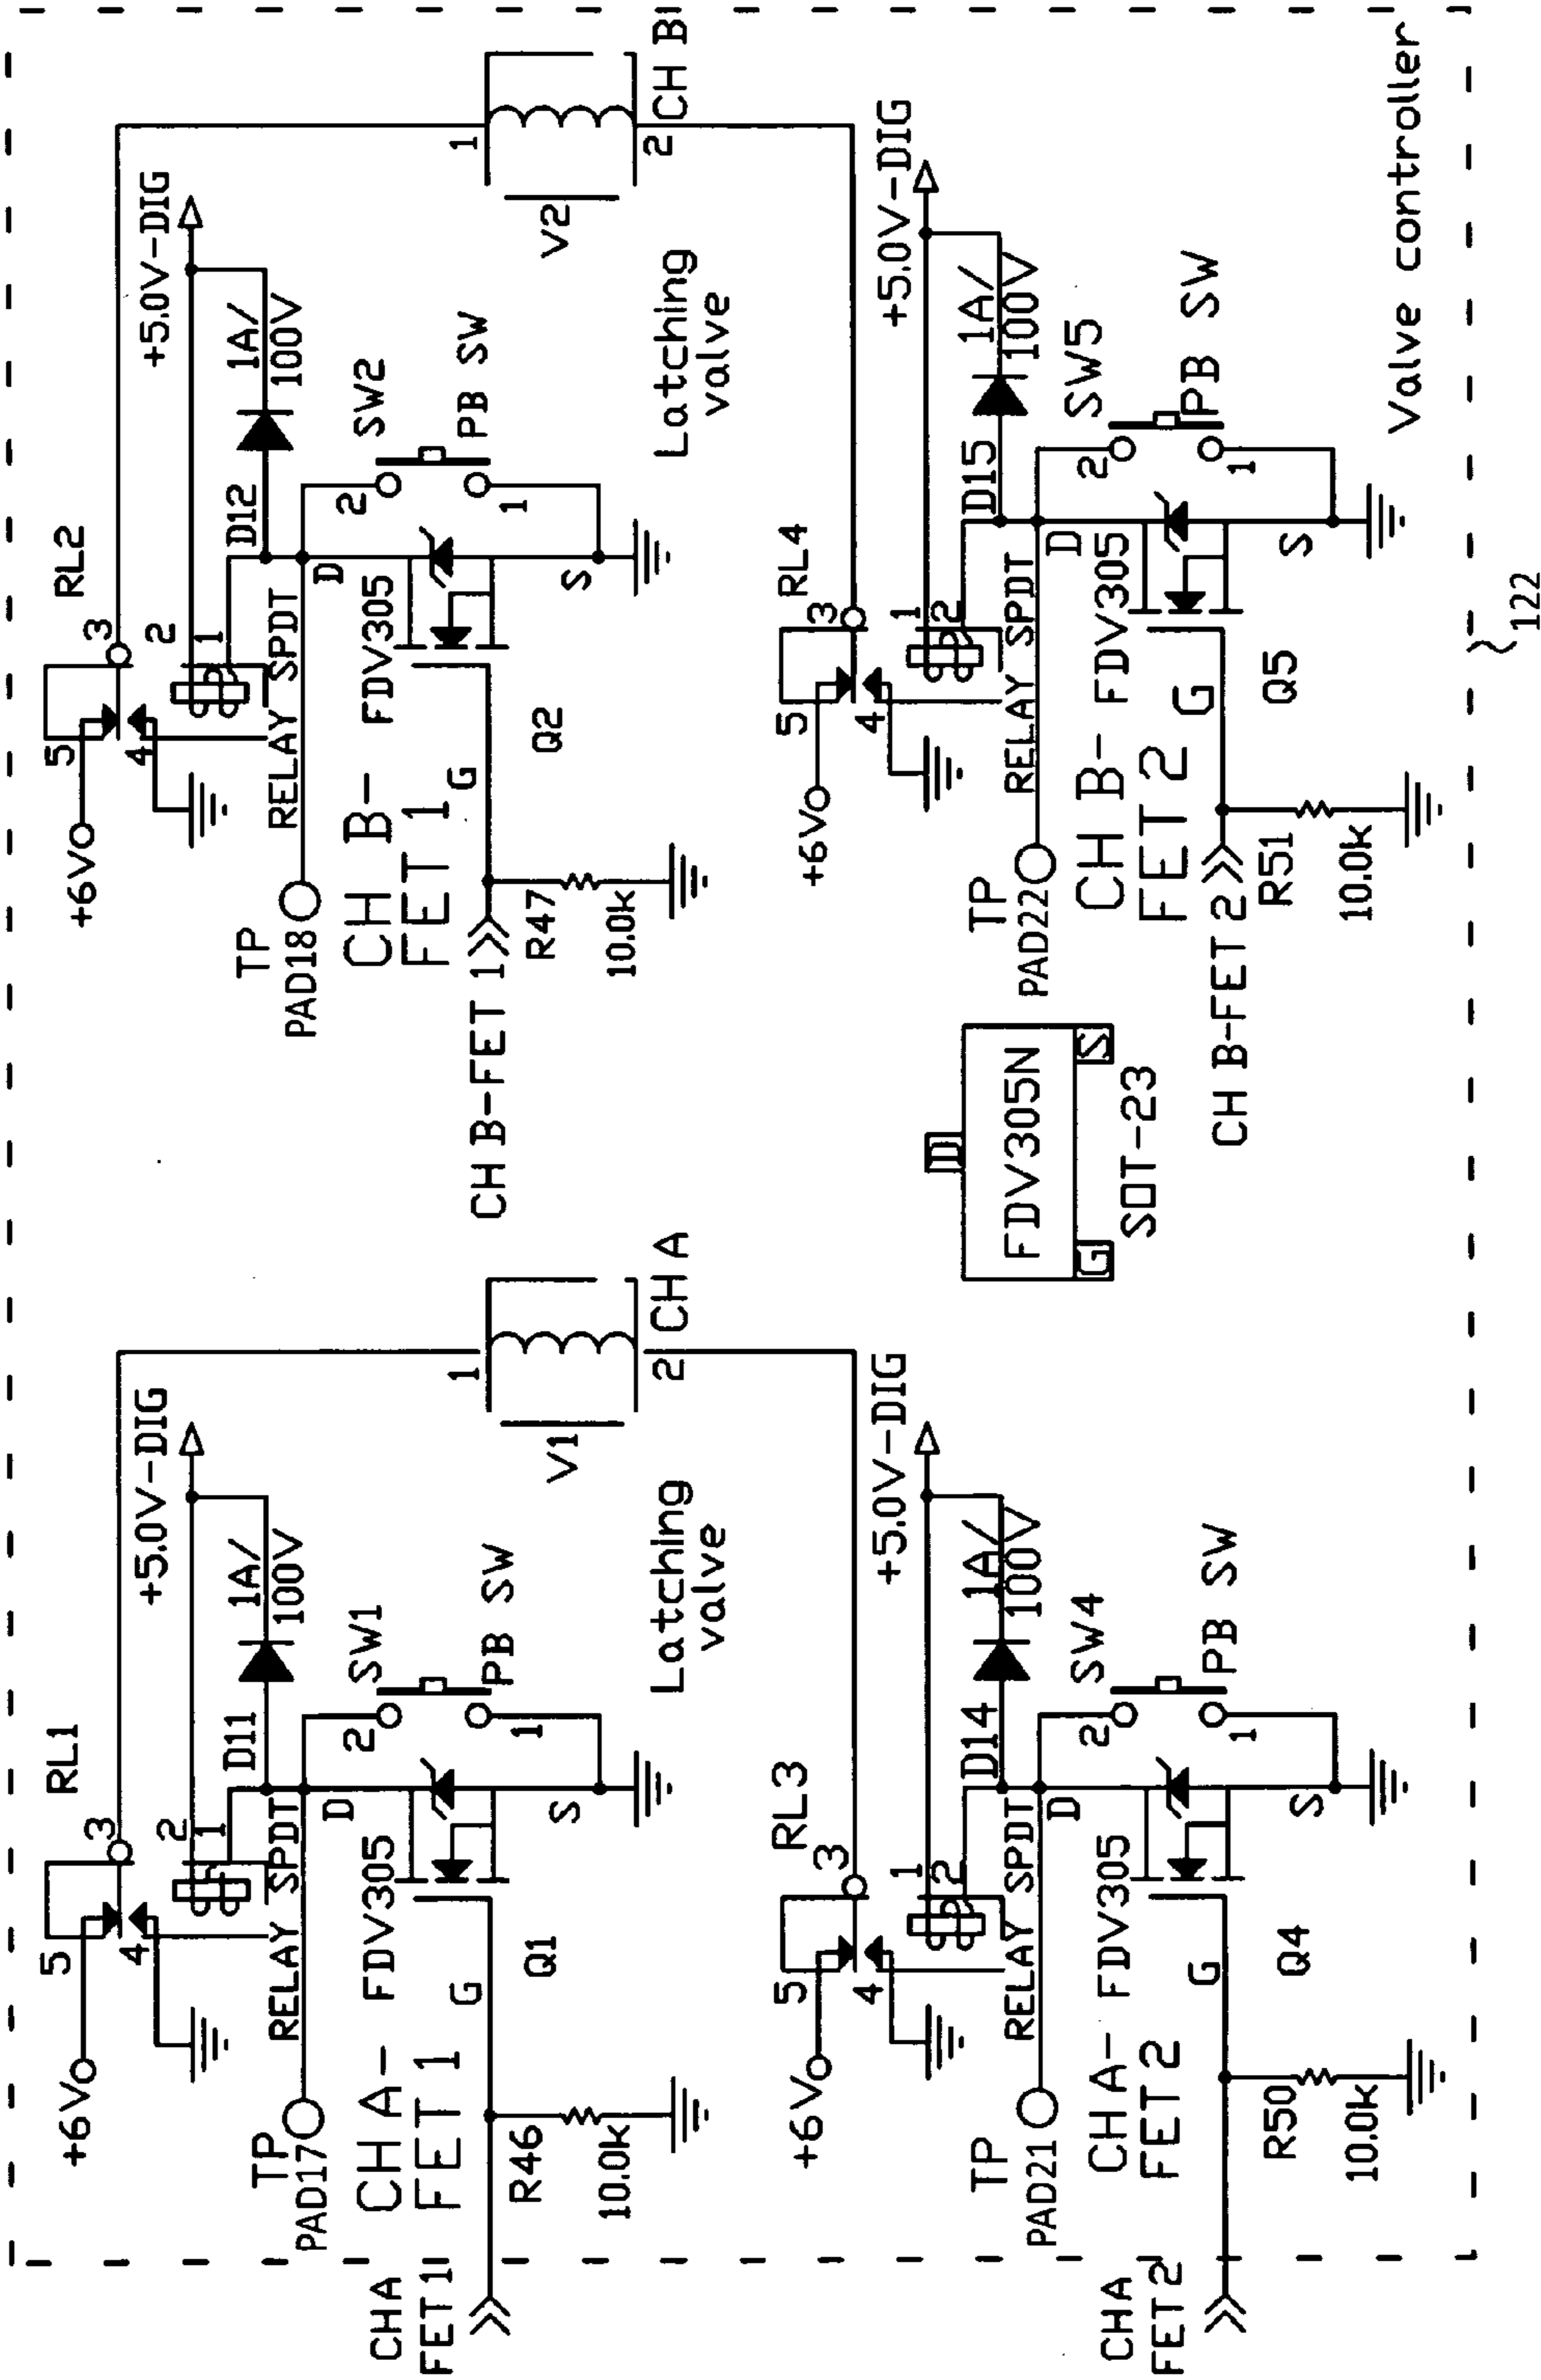 RL1
3
5
4
2
1
+6V
+5.0V-DIG
D11
1A/
100V
RELAY SPDT
TP
PAD17
CHA-
FET 1
FDV305
D
G
S
Q1
SW1
2
1
PB SW
R46
10.0k
CHA
FET1
1
V1
2
CH A
Latching
valve
RL3
3
5
4
1
2
+6V
+5.0V-DIG
D14
1A/
100V
RELAY SPDT
TP
PAD21
CHA-
FET2
FDV305
D
G
S
Q4
SW4
2
1
PB SW
R50
10.0k
CHA
FET2
RL2
3
5
4
2
1
+6V
+5.0V-DIG
D12
1A/
100V
RELAY SPDT
TP
PAD18
CH B-
FET 1
FDV305
D
G
S
Q2
SW2
2
1
PB SW
R47
10.0k
CH B-FET 1
1
V2
2
CH B
Latching
valve
RL4
3
5
4
1
2
+6V
+5.0V-DIG
D15
1A/
100V
RELAY SPDT
TP
PAD22
CH B-
FET 2
FDV305
D
G
S
Q5
SW5
2
1
PB SW
R51
10.0k
CH B-FET 2
D
FDV305N
G
S
SOT-23
Valve controller
122